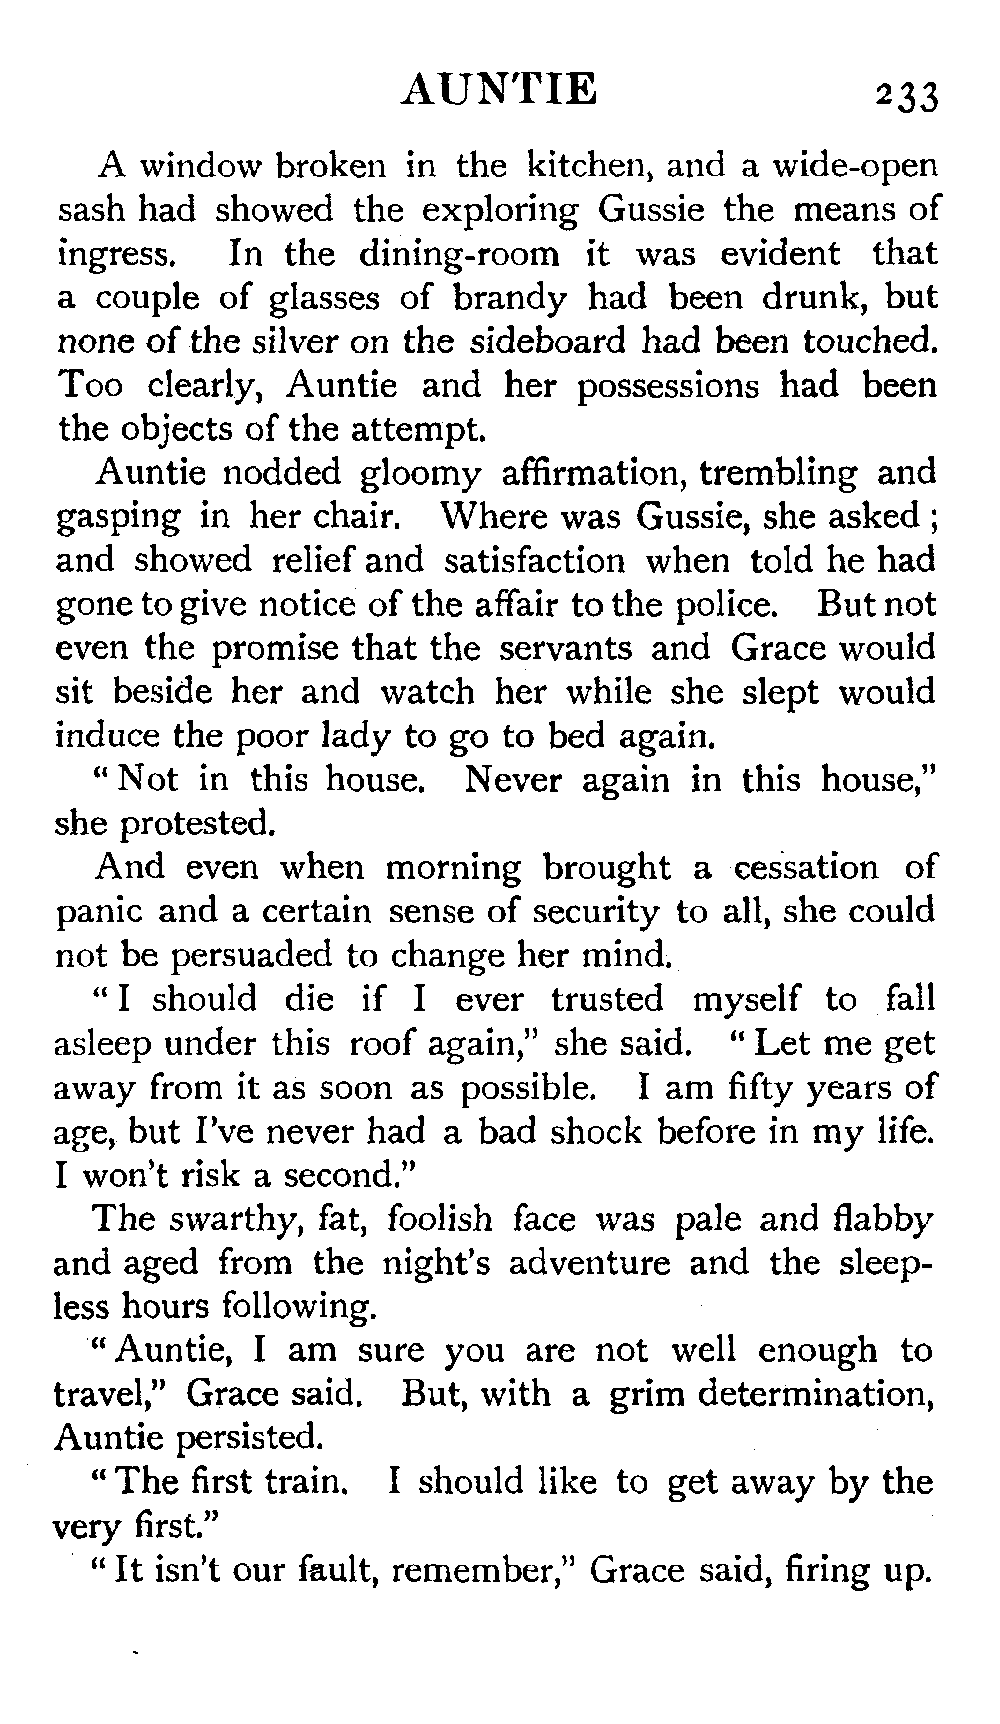 AUNTIE 233
A window broken in the kitchen, and a wide-open
sash had showed the exploring Gussie the means of
ingress. In the dining-room it was evident that
a couple of glasses of brandy had been drunk, but
none of the silver on the sideboard had been touched.
Too clearly, Auntie and her possessions had been
the objects of the attempt.
Auntie nodded gloomy affirmation, trembling and
gasping in her chair. Where was Gussie, she asked ;
and showed relief and satisfaction when told he had
gone to give notice of the affair to the police. But not
even the promise that the servants and Grace would
sit beside her and watch her while she slept would
induce the poor lady to go to bed again.
“ Not in this house. Never again in this house,”
she protested.
And even when morning brought a cessation of
panic and a certain sense of security to all, she could
not be persuaded to change her mind.
“ I should die if I ever trusted myself to fall
asleep under this roof again,” she said. “ Let me get
away from it as soon as possible. I am fifty years of
age, but I’ve never had a bad shock before in my life.
I won’t risk a second.”
The swarthy, fat, foolish face was pale and flabby
and aged from the night’s adventure and the sleep-
less hours following.
“ Auntie, I am sure you are not well enough to
travel,” Grace said. But, with a grim determination,
Auntie persisted.
“ The first train. I should like to get away by the
very first.”
“ It isn’t our fault, remember,” Grace said, firing up.